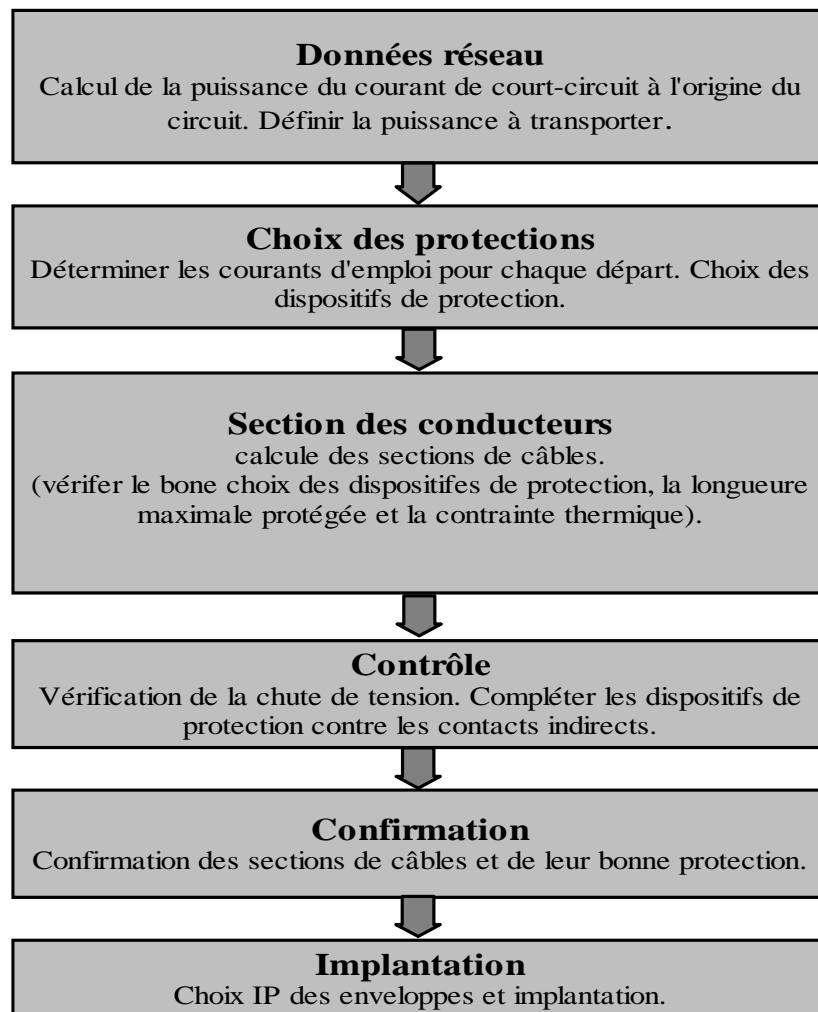 Données réseau
Calcul de la puissance du courant de court-circuit à l'origine du
circuit. Définir la puissance à transporter.
Choix des protections
Déterminer les courants d'emploi pour chaque départ. Choix des
dispositifs de protection.
Section des conducteurs
calcule des sections de câbles.
(vérifer le bone choix des dispositifes de protection, la longueure
maximale protégée et la contrainte thermique).
Contrôle
Vérification de la chute de tension. Compléter les dispositifs de
protection contre les contacts indirects.
Confirmation
Confirmation des sections de câbles et de leur bonne protection.
Implantation
Choix IP des enveloppes et implantation.